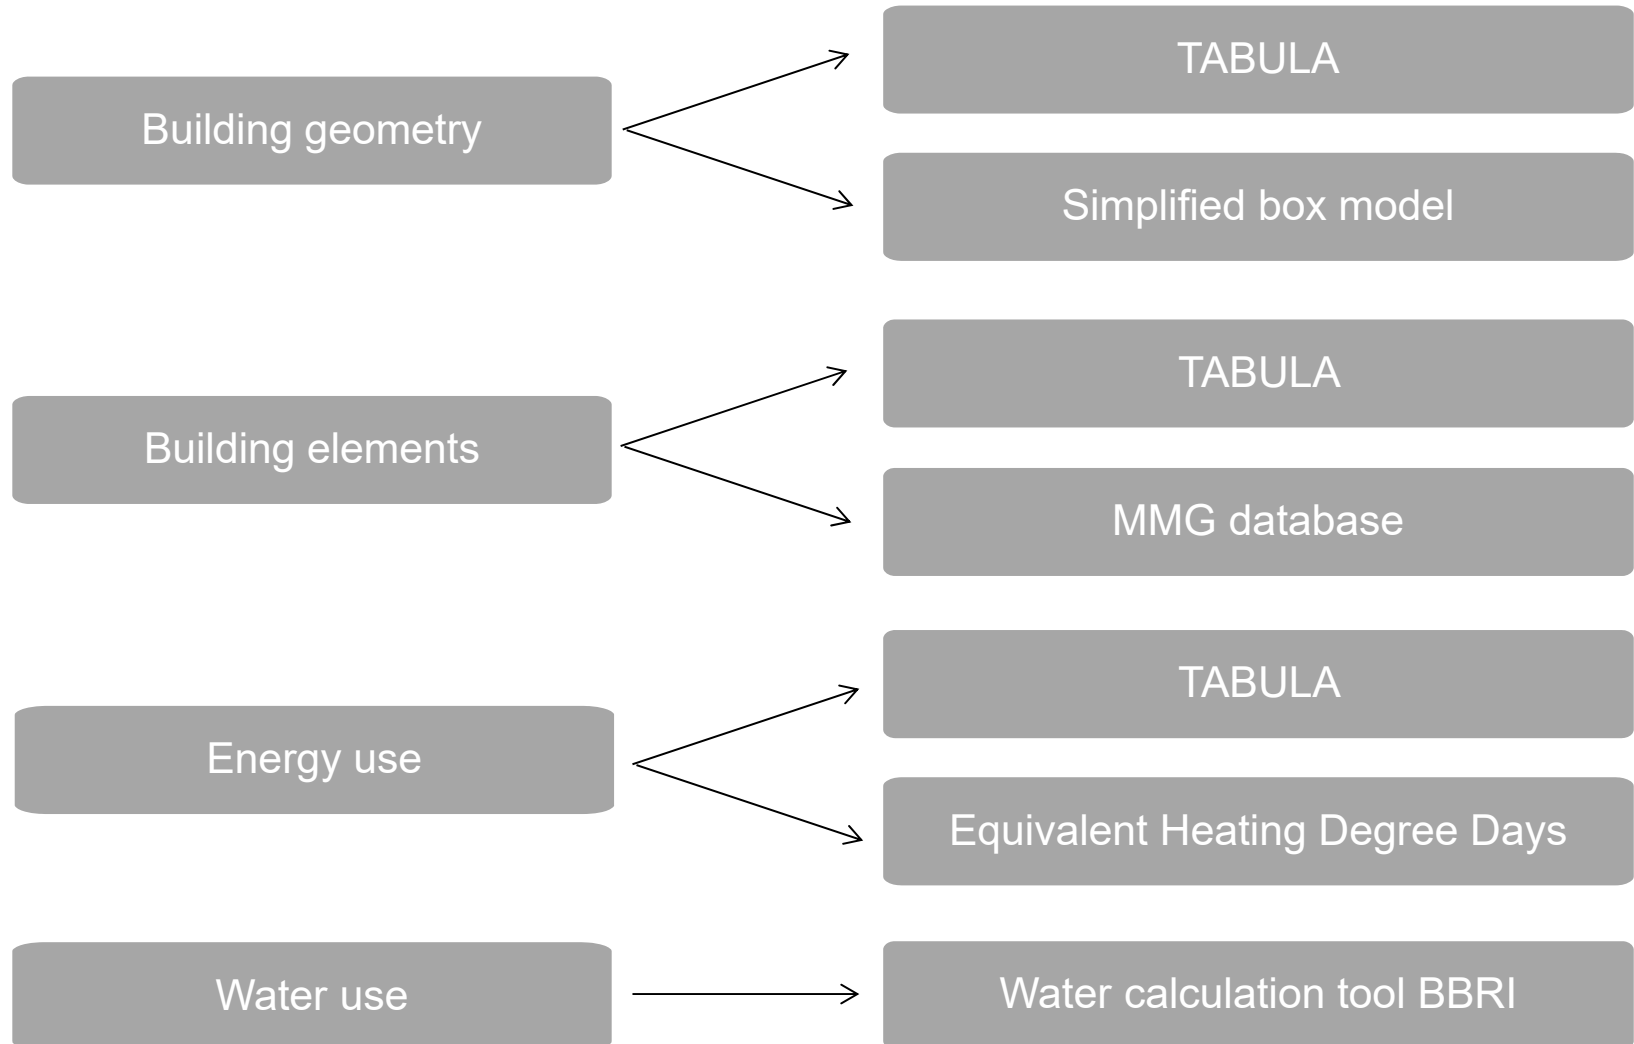 Building geometry
TABULA
Simplified box model
Building elements
TABULA
MMG database
Energy use
TABULA
Equivalent Heating Degree Days
Water use
Water calculation tool BBRI